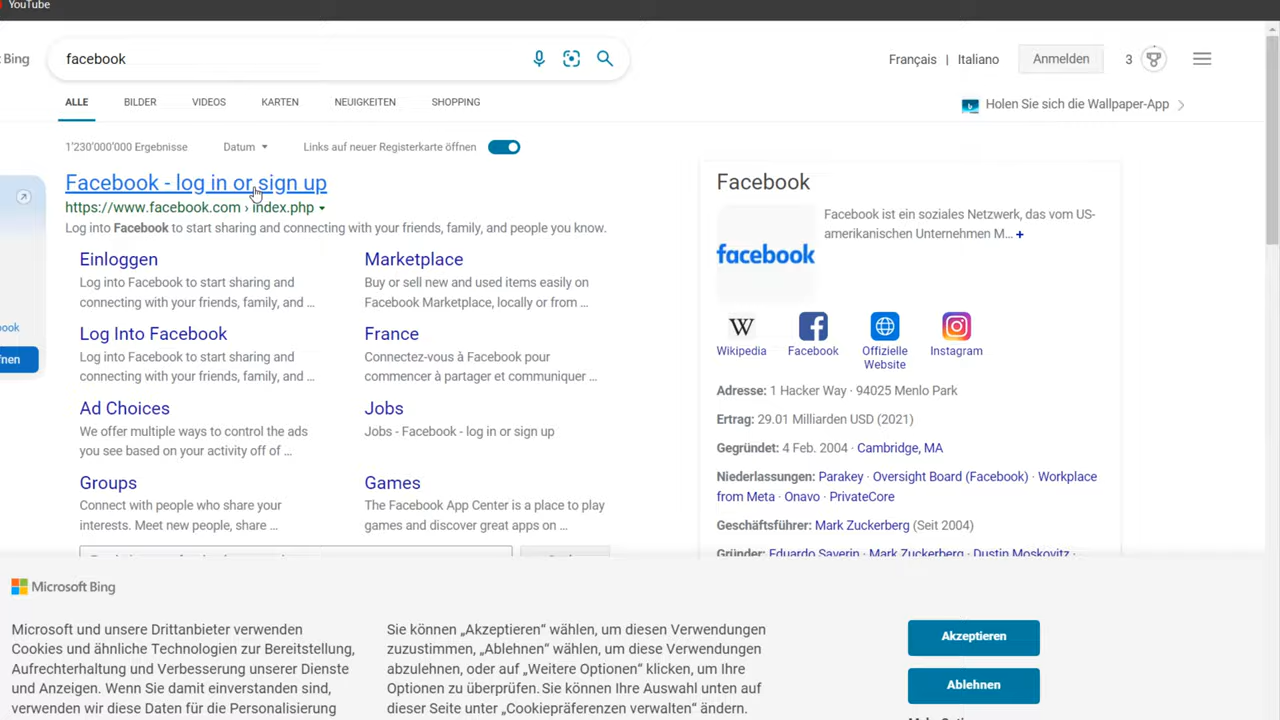 YouTube
Bing
facebook
Français | Italiano
Anmelden
3
ALLE
BILDER
VIDEOS
KARTEN
NEUIGKEITEN
SHOPPING
Holen Sie sich die Wallpaper-App
1'230'000'000 Ergebnisse
Datum
Links auf neuer Registerkarte öffnen
Facebook - log in or sign up
https://www.facebook.com › index.php
Log into Facebook to start sharing and connecting with your friends, family, and people you know.
Einloggen
Log into Facebook to start sharing and
connecting with your friends, family, and ...
Marketplace
Buy or sell new and used items easily on
Facebook Marketplace, locally or from ...
Log Into Facebook
Log into Facebook to start sharing and
connecting with your friends, family, and ...
France
Connectez-vous à Facebook pour
commencer à partager et communiquer ...
Ad Choices
We offer multiple ways to control the ads
you see based on your activity off of ...
Jobs
Jobs - Facebook - log in or sign up
Groups
Connect with people who share your
interests. Meet new people, share ...
Games
The Facebook App Center is a place to play
games and discover great apps on ...
Facebook
facebook
Facebook ist ein soziales Netzwerk, das vom US-
amerikanischen Unternehmen M... +
W
Wikipedia
Facebook
Offizielle
Website
Instagram
Adresse: 1 Hacker Way · 94025 Menlo Park
Ertrag: 29.01 Milliarden USD (2021)
Gegründet: 4 Feb. 2004 · Cambridge, MA
Niederlassungen: Parakey · Oversight Board (Facebook) · Workplace
from Meta · Onavo · PrivateCore
Geschäftsführer: Mark Zuckerberg (Seit 2004)
Gründer: Eduardo Saverin · Mark Zuckerberg · Dustin Moskovitz ·
Microsoft Bing
Microsoft und unsere Drittanbieter verwenden
Cookies und ähnliche Technologien zur Bereitstellung,
Aufrechterhaltung und Verbesserung unserer Dienste
und Anzeigen. Wenn Sie damit einverstanden sind,
verwenden wir diese Daten für die Personalisierung
Sie können „Akzeptieren“ wählen, um diesen Verwendungen
zuzustimmen, „Ablehnen“ wählen, um diese Verwendungen
abzulehnen, oder auf „Weitere Optionen“ klicken, um Ihre
Optionen zu überprüfen. Sie können Ihre Auswahl unten auf
dieser Seite unter „Cookiepräferenzen verwalten“ ändern.
Akzeptieren
Ablehnen